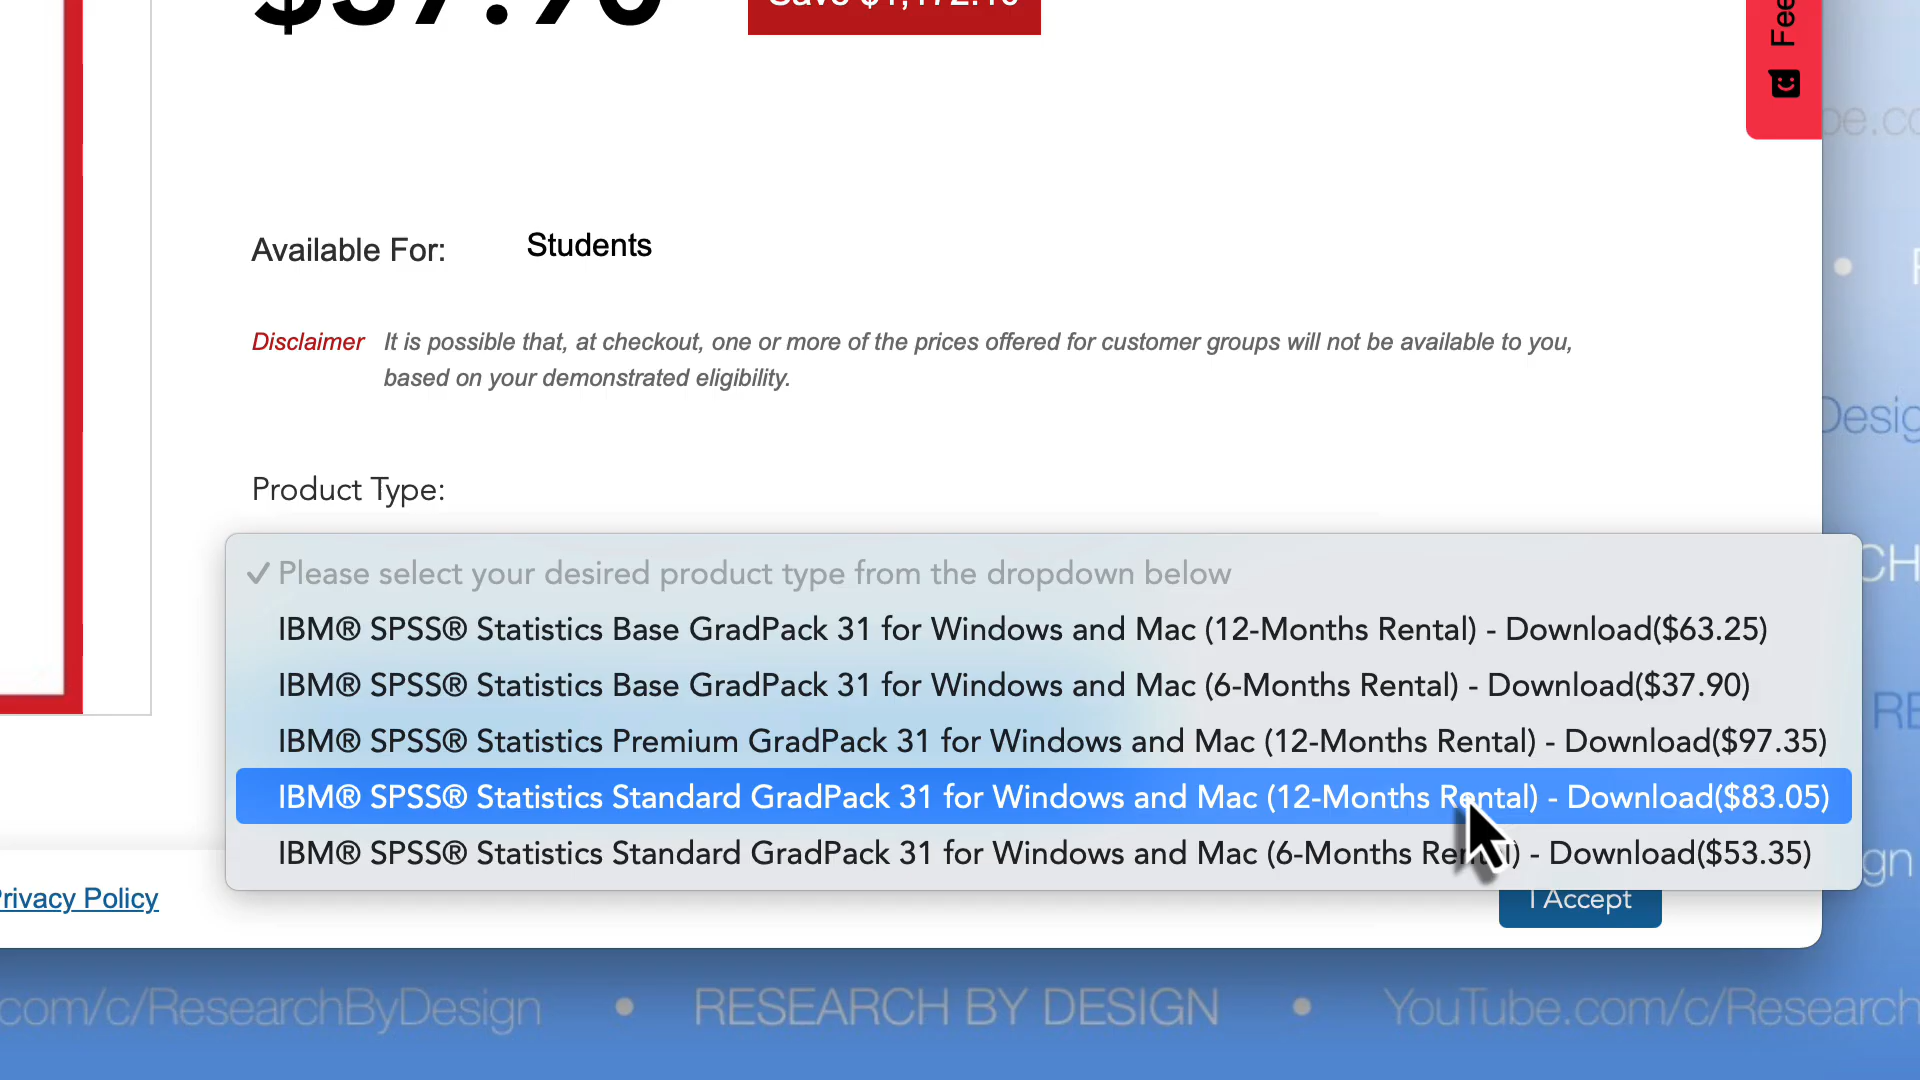 $37.90
Save $1,172.10
Available For: Students
Disclaimer It is possible that, at checkout, one or more of the prices offered for customer groups will not be available to you,
based on your demonstrated eligibility.
Product Type:
✓ Please select your desired product type from the dropdown below
IBM® SPSS® Statistics Base GradPack 31 for Windows and Mac (12-Months Rental) - Download($63.25)
IBM® SPSS® Statistics Base GradPack 31 for Windows and Mac (6-Months Rental) - Download($37.90)
IBM® SPSS® Statistics Premium GradPack 31 for Windows and Mac (12-Months Rental) - Download($97.35)
IBM® SPSS® Statistics Standard GradPack 31 for Windows and Mac (12-Months Rental) - Download($83.05)
IBM® SPSS® Statistics Standard GradPack 31 for Windows and Mac (6-Months Rental) - Download($53.35)
Privacy Policy
I Accept
com/c/ResearchByDesign • RESEARCH BY DESIGN • YouTube.com/c/Research